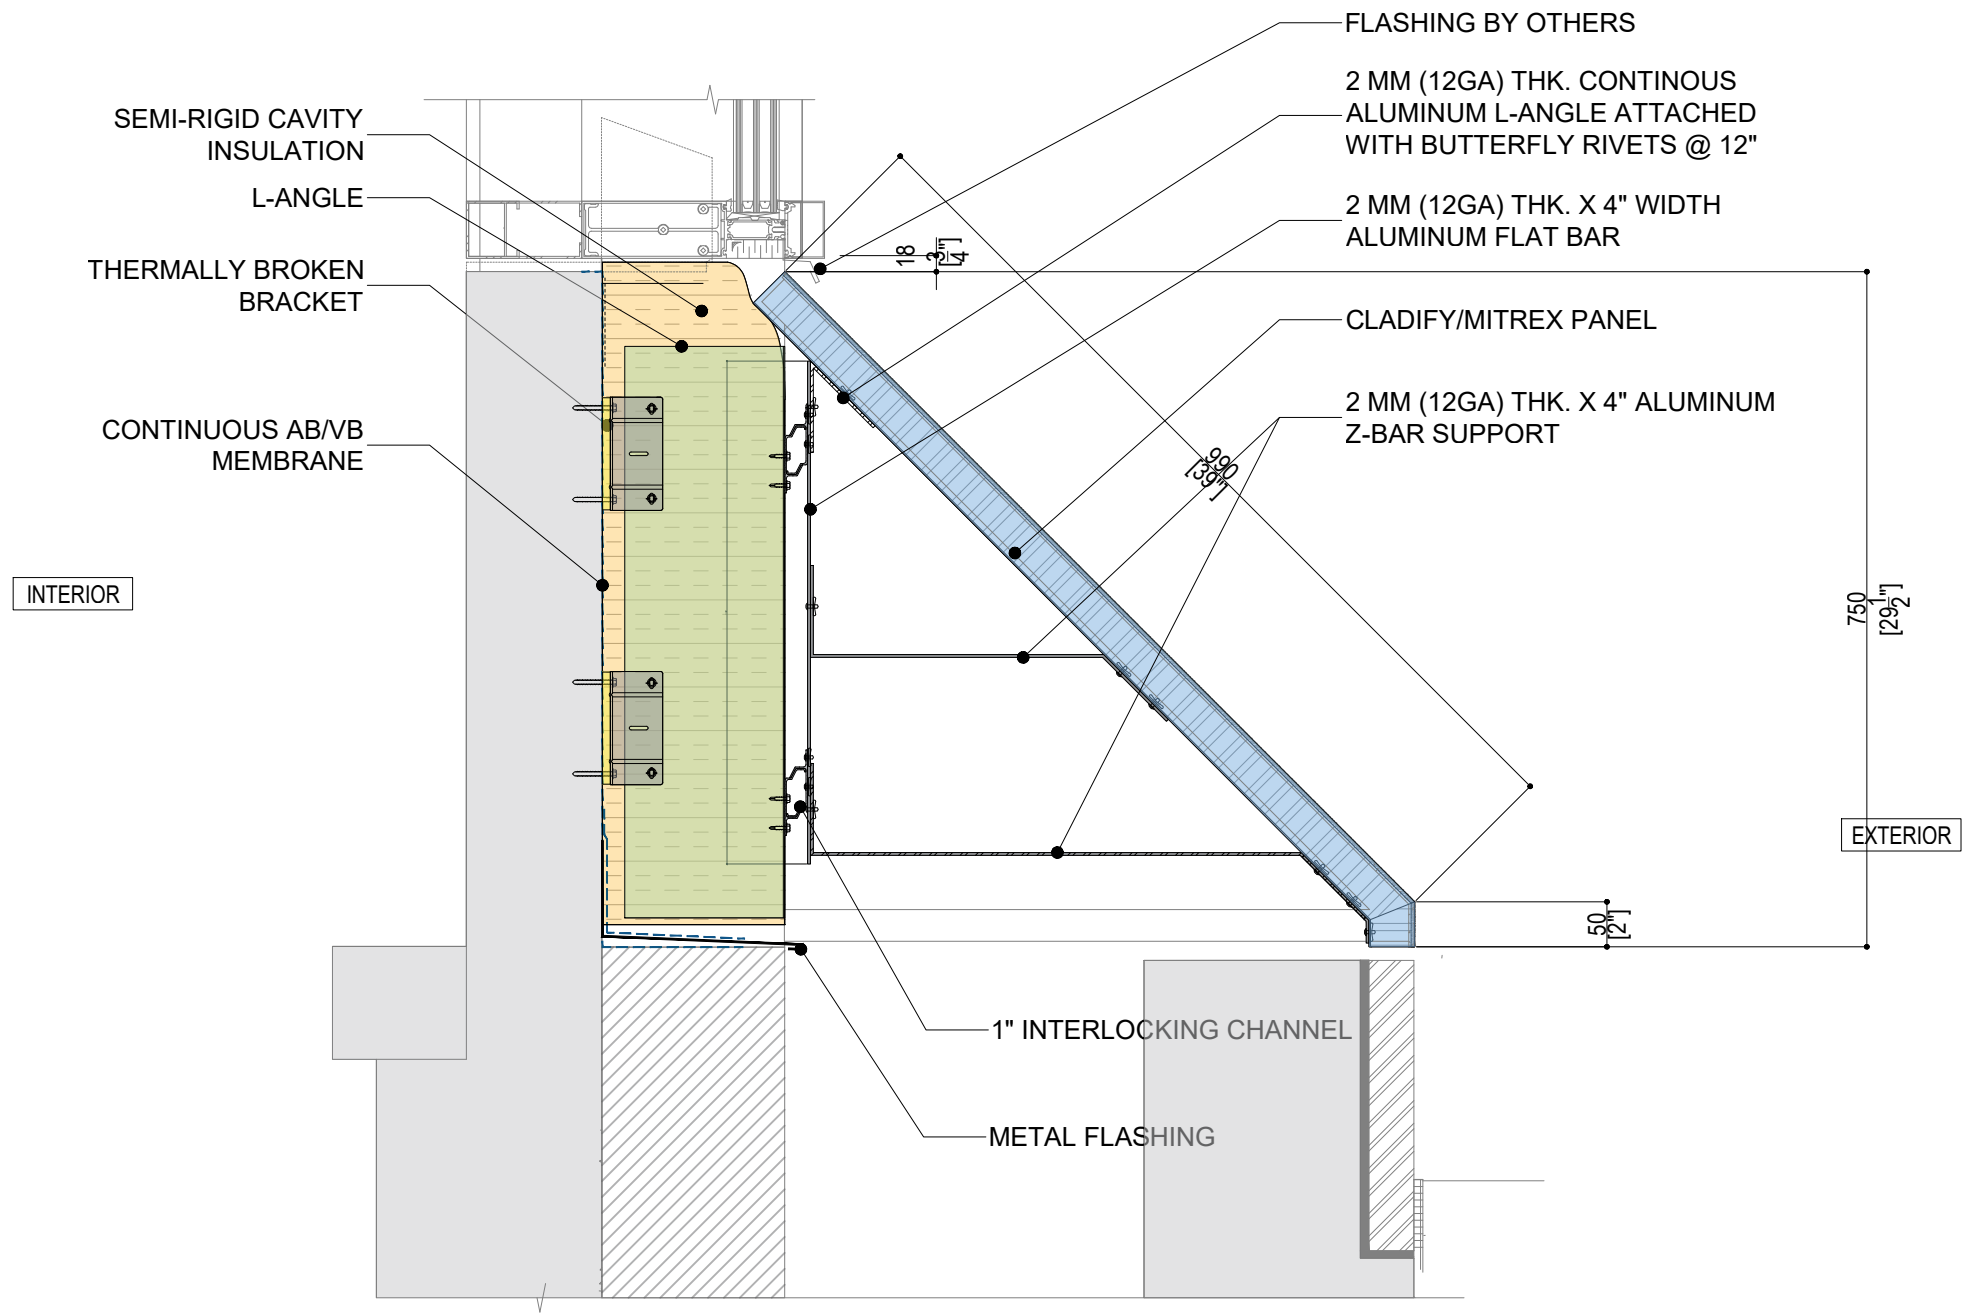 FLASHING BY OTHERS
2 MM (12GA) THK. CONTINOUS
ALUMINUM L-ANGLE ATTACHED
WITH BUTTERFLY RIVETS @ 12"
SEMI-RIGID CAVITY
INSULATION
L-ANGLE
2 MM (12GA) THK. X 4" WIDTH
ALUMINUM FLAT BAR
18
[3/4"]
THERMALLY BROKEN
BRACKET
CLADIFY/MITREX PANEL
2 MM (12GA) THK. X 4" ALUMINUM
Z-BAR SUPPORT
CONTINUOUS AB/VB
MEMBRANE
990
[39"]
INTERIOR
750
[29 1/2"]
EXTERIOR
50
[2"]
1" INTERLOCKING CHANNEL
METAL FLASHING